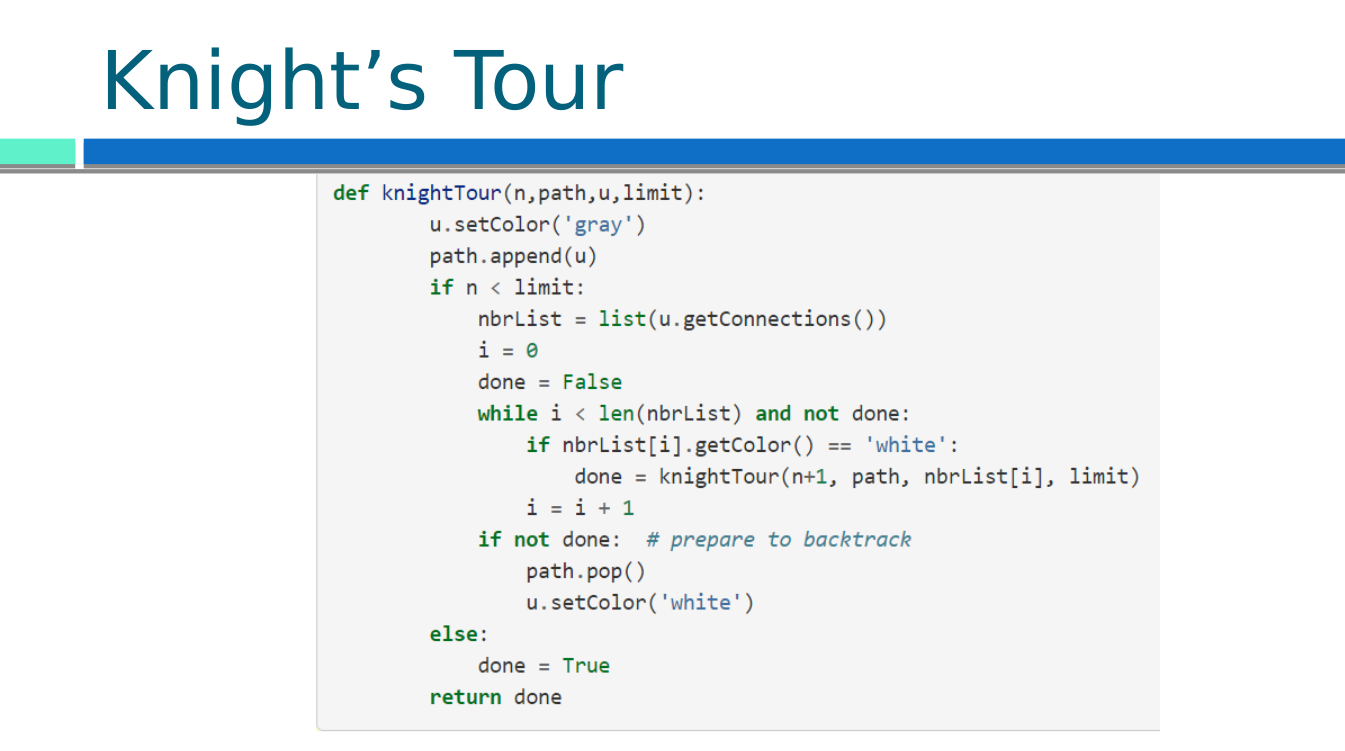 Knight’s Tour
def knightTour(n,path,u,limit):
        u.setColor('gray')
        path.append(u)
        if n < limit:
            nbrList = list(u.getConnections())
            i = 0
            done = False
            while i < len(nbrList) and not done:
                if nbrList[i].getColor() == 'white':
                    done = knightTour(n+1, path, nbrList[i], limit)
                i = i + 1
            if not done:  # prepare to backtrack
                path.pop()
                u.setColor('white')
        else:
            done = True
        return done